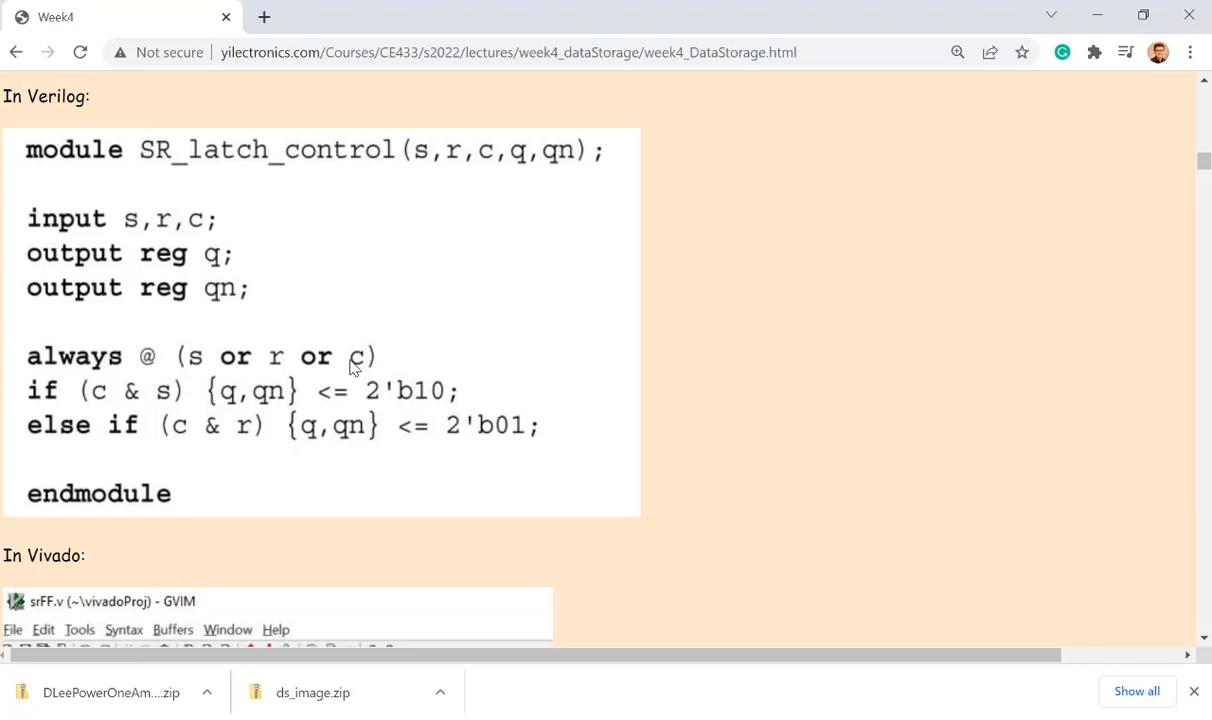 Week4
Not secure yilectronics.com/Courses/CE433/s2022/lectures/week4_dataStorage/week4_DataStorage.html
In Verilog:
module SR_latch_control(s,r,c,q,qn);
input s,r,c;
output reg q;
output reg qn;
always @ (s or r or c)
if (c & s) {q,qn} <= 2'b10;
else if (c & r) {q,qn} <= 2'b01;
endmodule
In Vivado:
srFF.v (~\vivadoProj) - GVIM
File Edit Tools Syntax Buffers Window Help
DLeePowerOneAm....zip ds_image.zip Show all